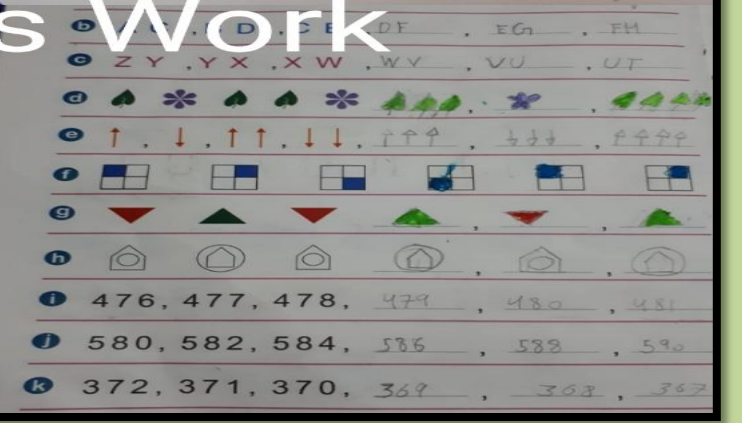 s Work
b A C , B D , C E , DF , EG , FH
c Z Y , Y X , X W , WV , VU , UT
d
e
f
g
h
i 476, 477, 478, 479 , 480 , 481
j 580, 582, 584, 586 , 588 , 590
k 372, 371, 370, 369 , 368 , 367